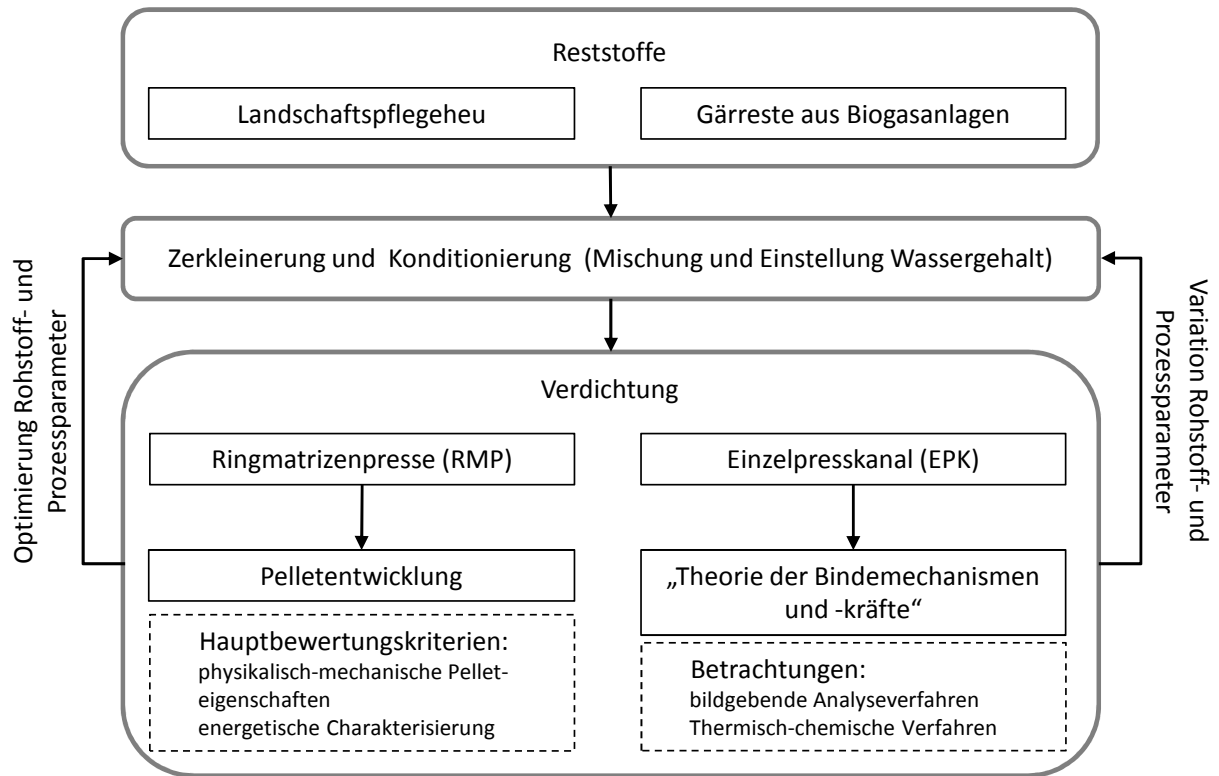 Reststoffe
Landschaftspflegeheu
Gärreste aus Biogasanlagen
Zerkleinerung und Konditionierung (Mischung und Einstellung Wassergehalt)
Optimierung Rohstoff- und
Prozessparameter
Variation Rohstoff- und
Prozessparameter
Verdichtung
Ringmatrizenpresse (RMP)
Einzelpresskanal (EPK)
Pelletentwicklung
„Theorie der Bindemechanismen
und -kräfte“
Hauptbewertungskriterien:
physikalisch-mechanische Pellet-
eigenschaften
energetische Charakterisierung
Betrachtungen:
bildgebende Analyseverfahren
Thermisch-chemische Verfahren